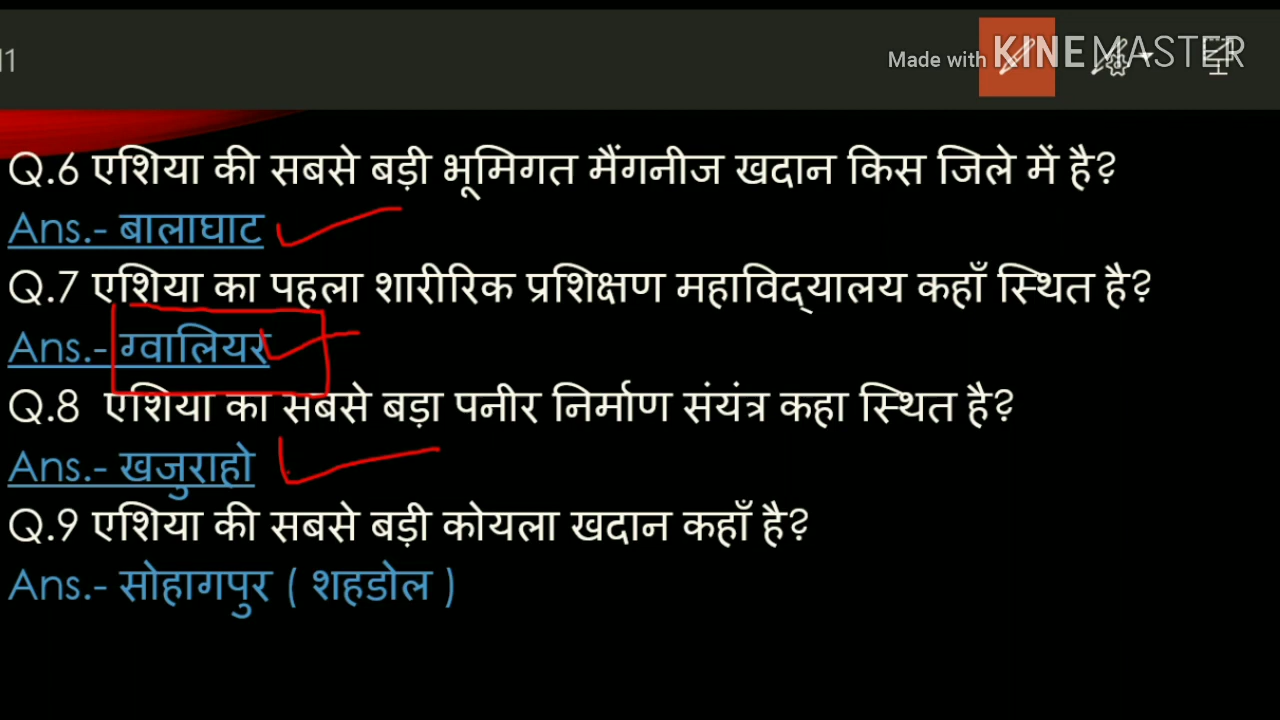 11
Made with KINEMASTER
Q.6 एशिया की सबसे बड़ी भूमिगत मैंगनीज खदान किस जिले में है?
Ans.- बालाघाट
Q.7 एशिया का पहला शारीरिक प्रशिक्षण महाविद्यालय कहाँ स्थित है?
Ans.- ग्वालियर
Q.8 एशिया का सबसे बड़ा पनीर निर्माण संयंत्र कहा स्थित है?
Ans.- खजुराहो
Q.9 एशिया की सबसे बड़ी कोयला खदान कहाँ है?
Ans.- सोहागपुर ( शहडोल )